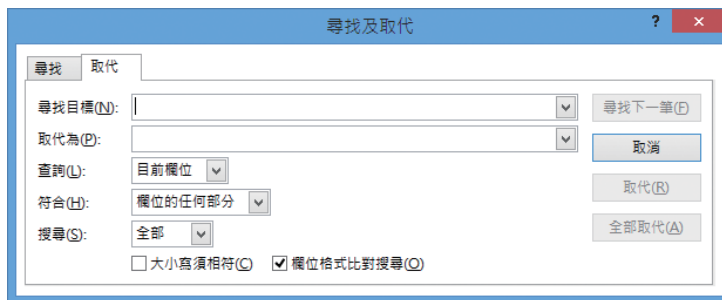 尋找及取代
? ×
尋找 取代
尋找目標(N): 尋找下一筆(F)
取代為(P): 取消
查詢(L): 目前欄位
取代(R)
符合(H): 欄位的任何部分
搜尋(S): 全部 全部取代(A)
大小寫須相符(C) 欄位格式比對搜尋(O)